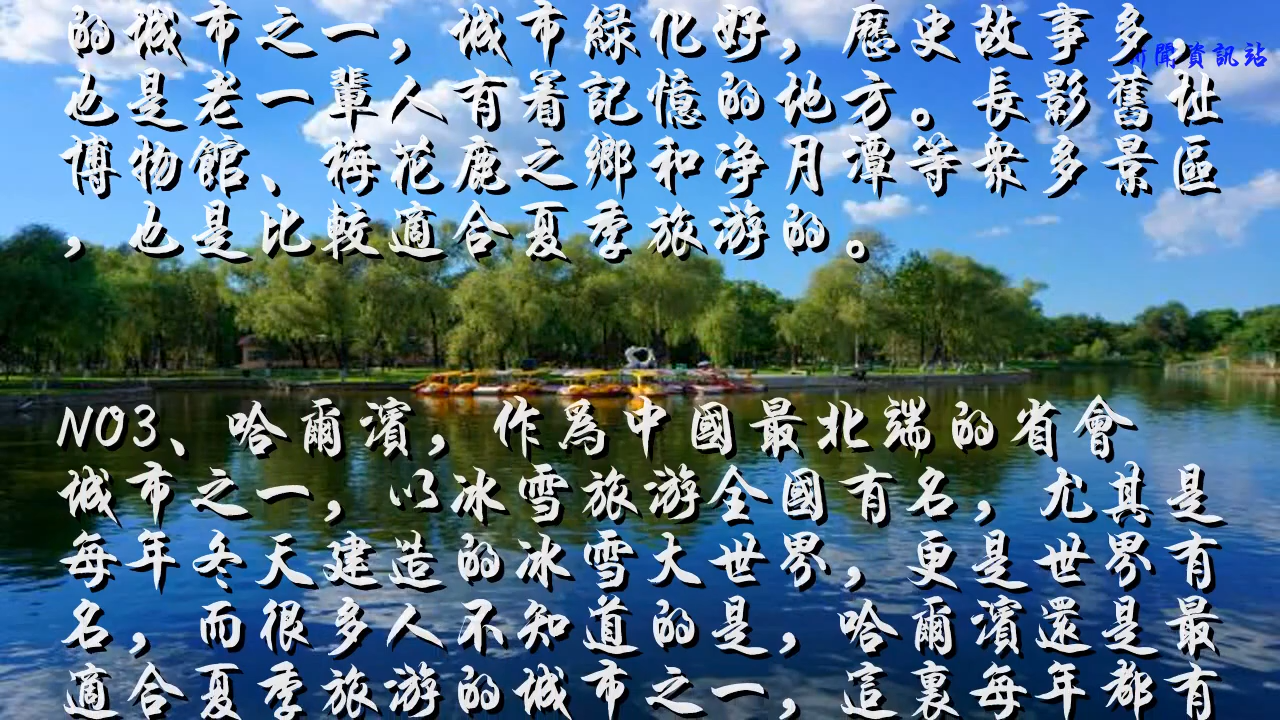 的城市之一，城市緑化好，歷史故事多，
聞資訊站
也是老一輩人有着記憶的地方。長影舊址
博物館、梅花鹿之鄉和净月潭等衆多景區
，也是比較適合夏季旅游的。
NO3、哈爾濱，作爲中國最北端的省會
城市之一，以冰雪旅游全國有名，尤其是
每年冬天建造的冰雪大世界，更是世界有
名，而很多人不知道的是，哈爾濱還是最
適合夏季旅游的城市之一，這裏每年都有